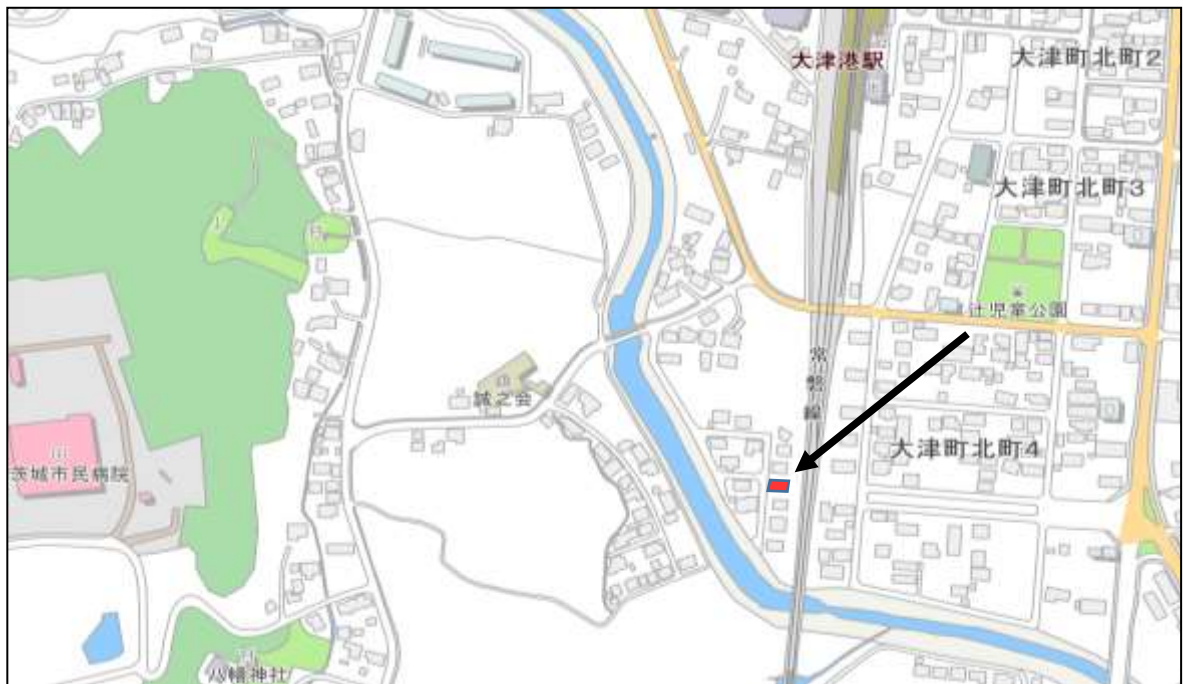 大津港駅
大津町北町2
大津町北町3
辻児童公園
常磐線
誠之会
大津町北町4
茨城市民病院
八幡神社